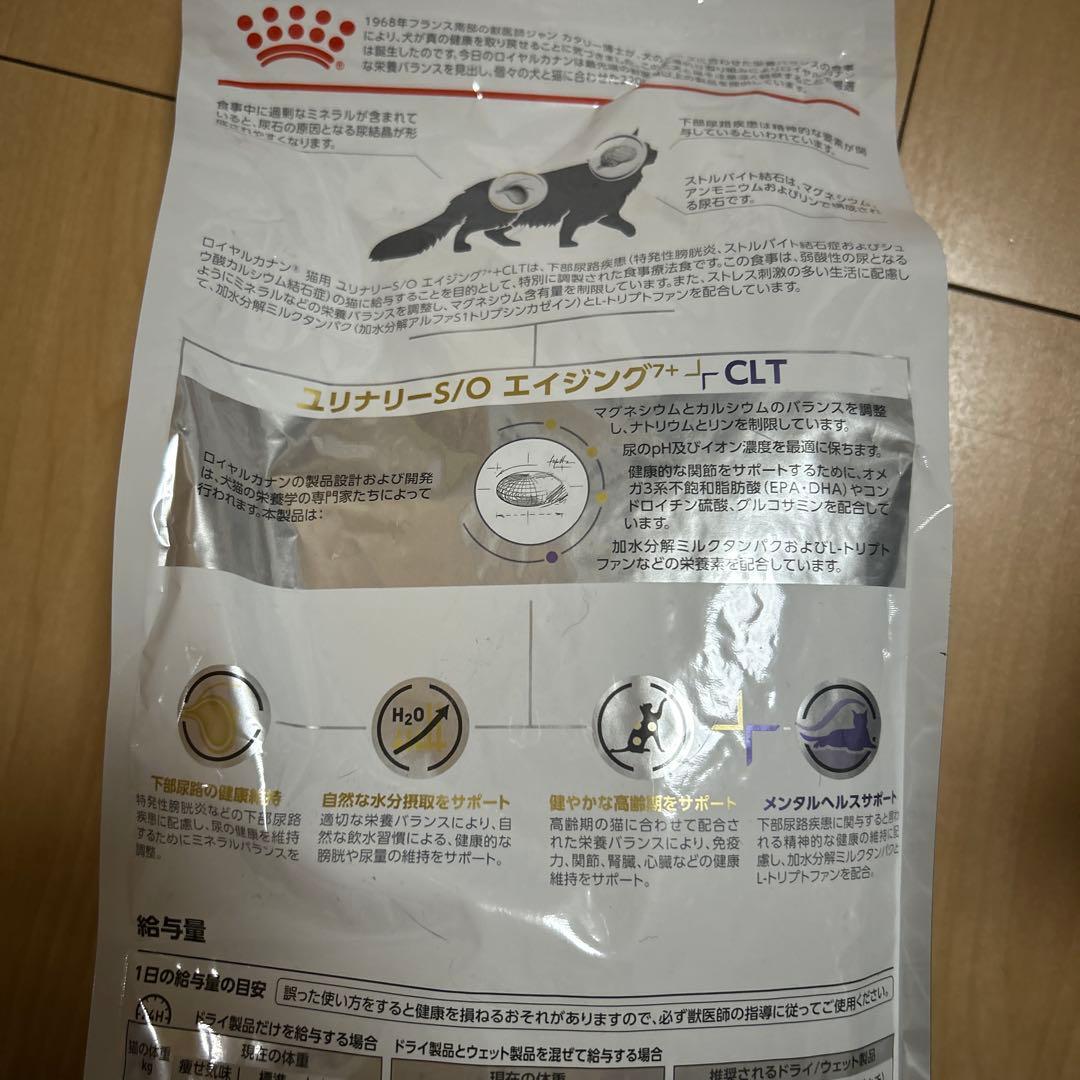 1968年フランス南部の獣医師ジャン カタリー博士が、犬の
により、犬が真の健康を取り戻せることに気づきました。
は誕生したのです。今日のロイヤルカナンは最先端の
な栄養バランスを見出し、個々の犬と猫に合わせた
食事中に過剰なミネラルが含まれて
いると、尿石の原因となる尿結晶が形
成されやすくなります。
下部尿路疾患は精神的な要素が関
与しているといわれています。
ストルバイト結石は、マグネシウム、
アンモニウムおよびリンで構成され
る尿石です。
ロイヤルカナン® 猫用 ユリナリーS/O エイジング7+ +CLTは、下部尿路疾患(特発性膀胱炎、ストルバイト結石症およびシュ
ウ酸カルシウム結石症)の猫に給与することを目的として、特別に調製された食事療法食です。この食事は、弱酸性の尿となる
ようにミネラルなどの栄養バランスを調整し、マグネシウム含有量を制限しています。また、ストレス刺激の多い生活に配慮し
て、加水分解ミルクタンパク(加水分解アルファS1トリプシンカゼイン)とL-トリプトファンを配合しています。
ユリナリーS/O エイジング7+ CLT
ロイヤルカナンの製品設計および開発
は、犬猫の栄養学の専門家たちによって
行われます。本製品は:
マグネシウムとカルシウムのバランスを調整
し、ナトリウムとリンを制限しています。
尿のpH及びイオン濃度を最適に保ちます。
健康的な関節をサポートするために、オメ
ガ3系不飽和脂肪酸(EPA・DHA)やコン
ドロイチン硫酸、グルコサミンを配合して
います。
加水分解ミルクタンパクおよびL-トリプト
ファンなどの栄養素を配合しています。
H2O
下部尿路の健康維持
特発性膀胱炎などの下部尿路
疾患に配慮し、尿の健康を維持
するためにミネラルバランスを
調整。
自然な水分摂取をサポート
適切な栄養バランスにより、自
然な飲水習慣による、健康的な
膀胱や尿量の維持をサポート。
健やかな高齢期をサポート
高齢期の猫に合わせて配合さ
れた栄養バランスにより、免疫
力、関節、腎臓、心臓などの健康
維持をサポート。
メンタルヘルスサポート
下部尿路疾患に関与すると思わ
れる精神的な健康の維持に配
慮し、加水分解ミルクタンパクと
L-トリプトファンを配合。
給与量
1日の給与量の目安 誤った使い方をすると健康を損ねるおそれがありますので、必ず獣医師の指導に従ってご使用ください。
24H
ドライ製品だけを給与する場合 ドライ製品とウェット製品を混ぜて給与する場合
猫の体重 現在の体重 現在の体重 推奨されるドライ/ウェット製品
kg 痩せ気味 標準